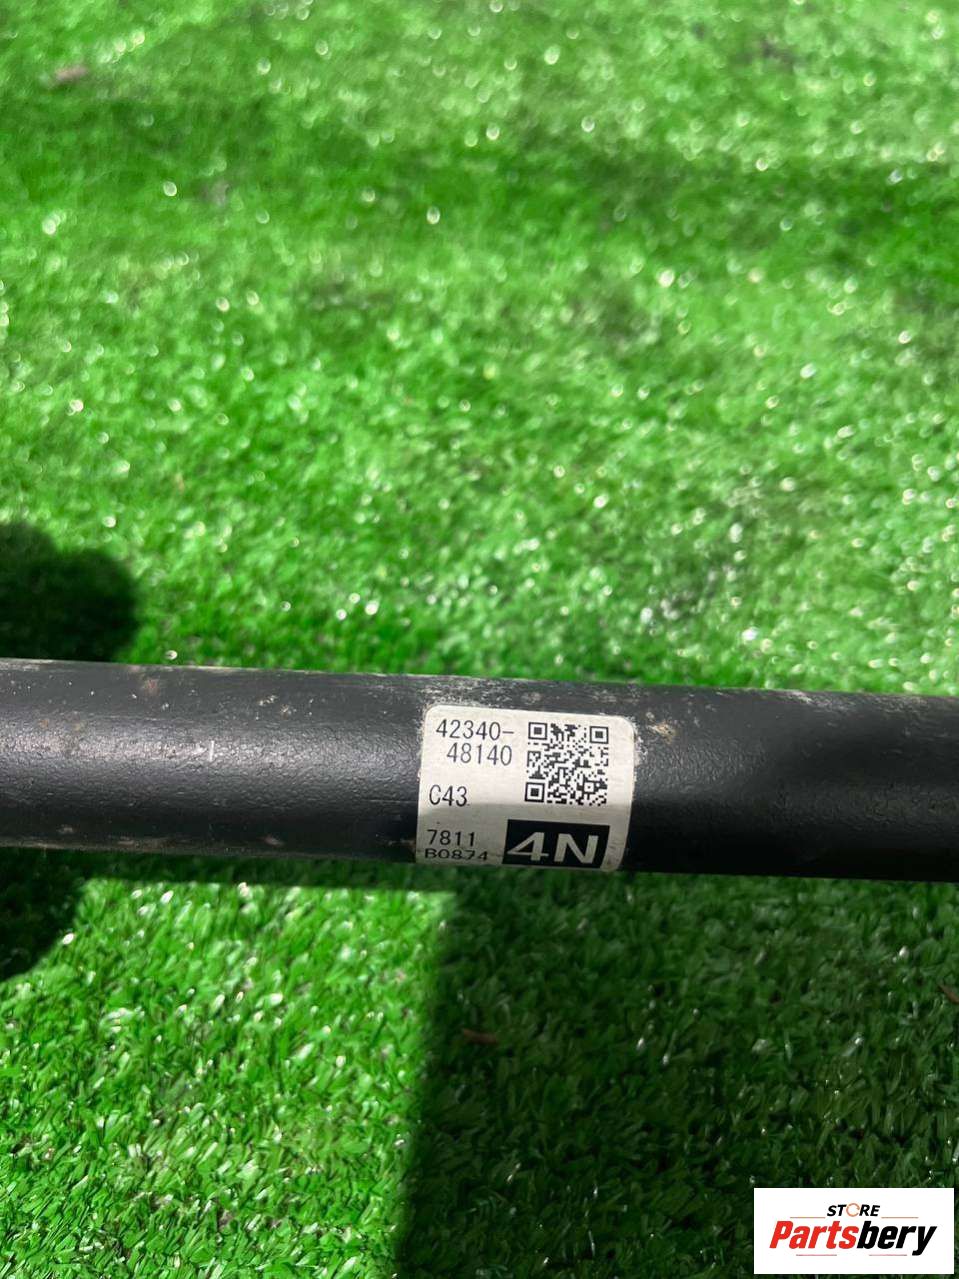 42340-
48140
C43
7811
B0874
4N
STORE
Partsbery